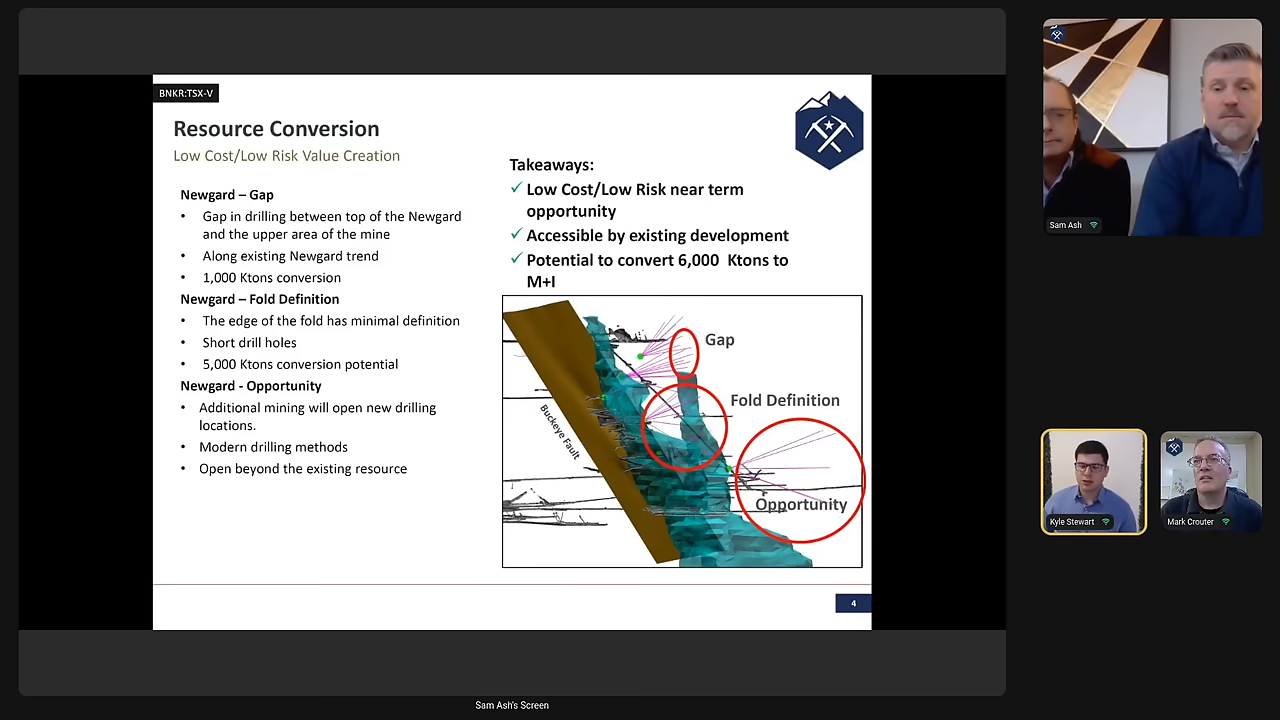 BNKR:TSX-V
Resource Conversion
Low Cost/Low Risk Value Creation
Newgard – Gap
• Gap in drilling between top of the Newgard
and the upper area of the mine
• Along existing Newgard trend
• 1,000 Ktons conversion
Newgard – Fold Definition
• The edge of the fold has minimal definition
• Short drill holes
• 5,000 Ktons conversion potential
Newgard - Opportunity
• Additional mining will open new drilling
locations.
• Modern drilling methods
• Open beyond the existing resource
Takeaways:
✓ Low Cost/Low Risk near term
opportunity
✓ Accessible by existing development
✓ Potential to convert 6,000 Ktons to
M+I
Gap
Fold Definition
Buckeye Fault
Opportunity
4
Sam Ash
Kyle Stewart
Mark Crouter
Sam Ash's Screen